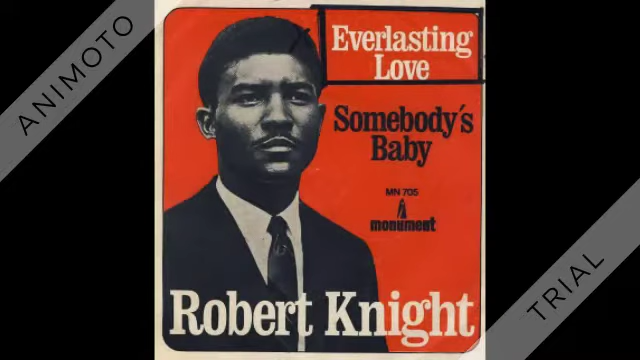 ANIMOTO
Everlasting
Love
Somebody´s
Baby
MN 705
monument
Robert Knight
TRIAL